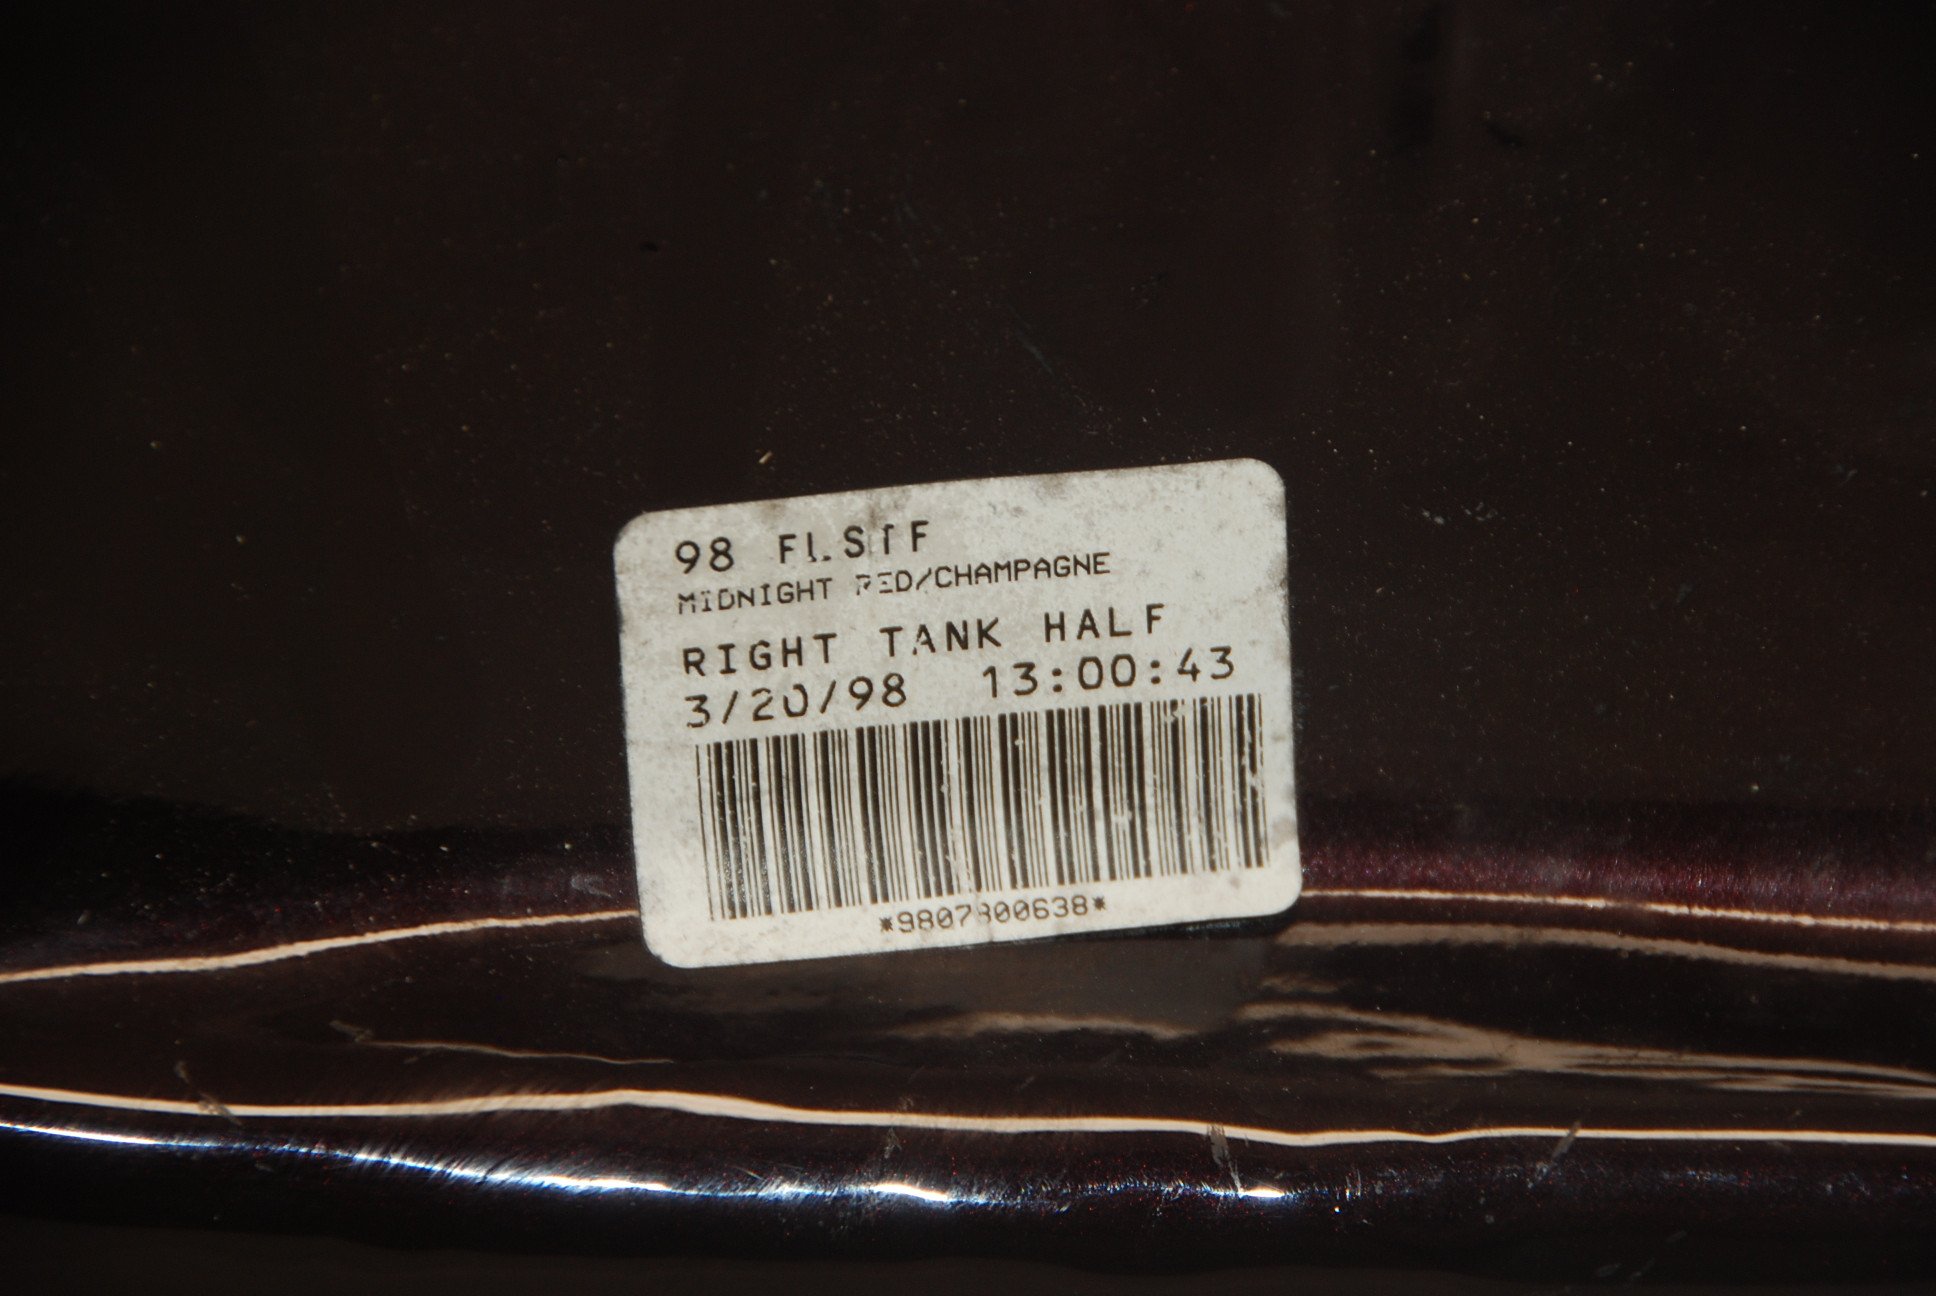 98 FLSTF
MIDNIGHT RED/CHAMPAGNE
RIGHT TANK HALF
3/20/98 13:00:43
*9807800638*